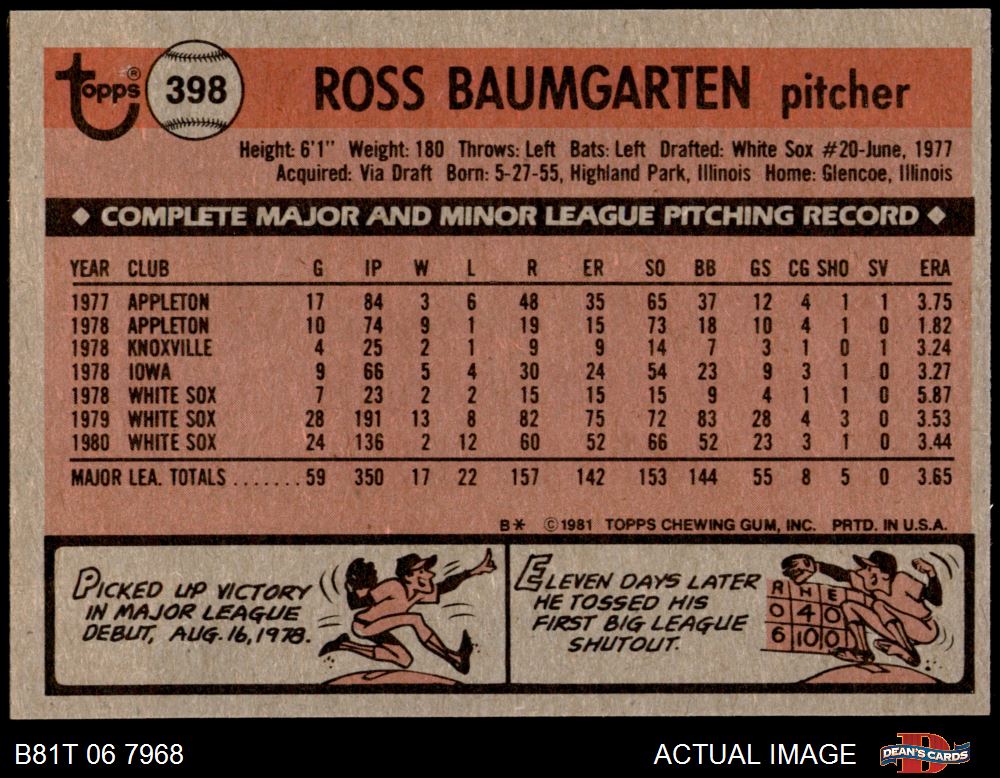 Topps®
398
ROSS BAUMGARTEN pitcher
Height: 6'1" Weight: 180 Throws: Left Bats: Left Drafted: White Sox #20-June, 1977
Acquired: Via Draft Born: 5-27-55, Highland Park, Illinois Home: Glencoe, Illinois
◆ COMPLETE MAJOR AND MINOR LEAGUE PITCHING RECORD ◆
YEAR CLUB G IP W L R ER SO BB GS CG SHO SV ERA
1977 APPLETON 17 84 3 6 48 35 65 37 12 4 1 1 3.75
1978 APPLETON 10 74 9 1 19 15 73 18 10 4 1 0 1.82
1978 KNOXVILLE 4 25 2 1 9 9 14 7 3 1 0 1 3.24
1978 IOWA 9 66 5 4 30 24 54 23 9 3 1 0 3.27
1978 WHITE SOX 7 23 2 2 15 15 15 9 4 1 1 0 5.87
1979 WHITE SOX 28 191 13 8 82 75 72 83 28 4 3 0 3.53
1980 WHITE SOX 24 136 2 12 60 52 66 52 23 3 1 0 3.44
MAJOR LEA. TOTALS.......59 350 17 22 157 142 153 144 55 8 5 0 3.65
B* ©1981 TOPPS CHEWING GUM, INC. PRTD. IN U.S.A.
PICKED UP VICTORY
IN MAJOR LEAGUE
DEBUT, AUG. 16, 1978.
ELEVEN DAYS LATER
HE TOSSED HIS
FIRST BIG LEAGUE
SHUTOUT.
R H E
0 4 0
6 10 0
B81T 06 7968
ACTUAL IMAGE
DEAN'S CARDS